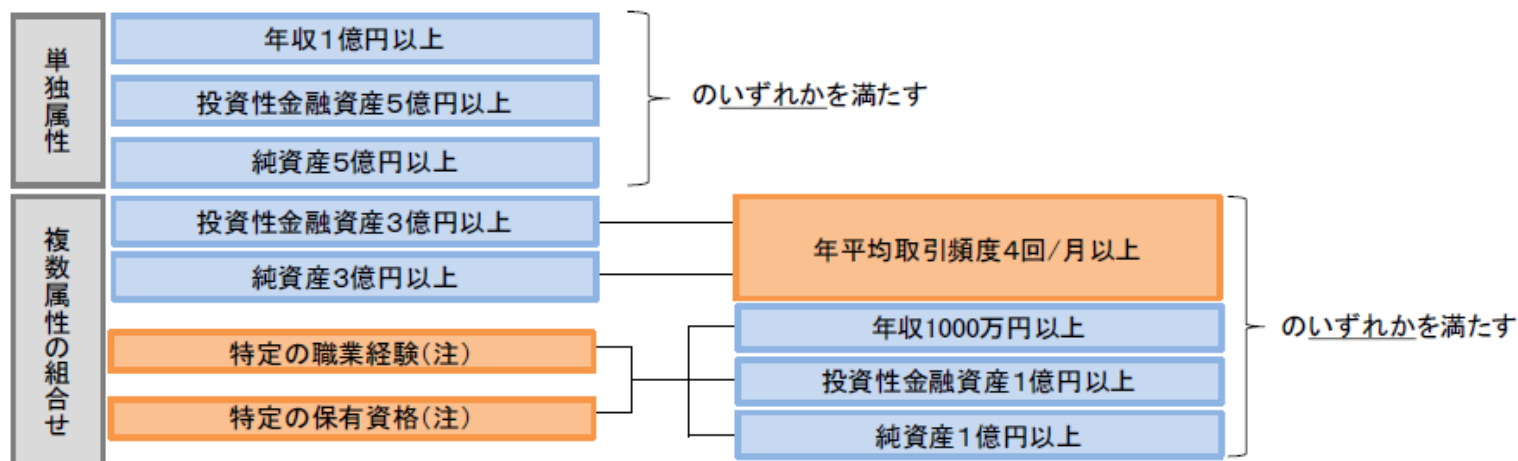 単独属性
年収1億円以上
投資性金融資産5億円以上
純資産5億円以上
のいずれかを満たす
複数属性の組合せ
投資性金融資産3億円以上
純資産3億円以上
年平均取引頻度4回/月以上
特定の職業経験(注)
特定の保有資格(注)
年収1000万円以上
投資性金融資産1億円以上
純資産1億円以上
のいずれかを満たす